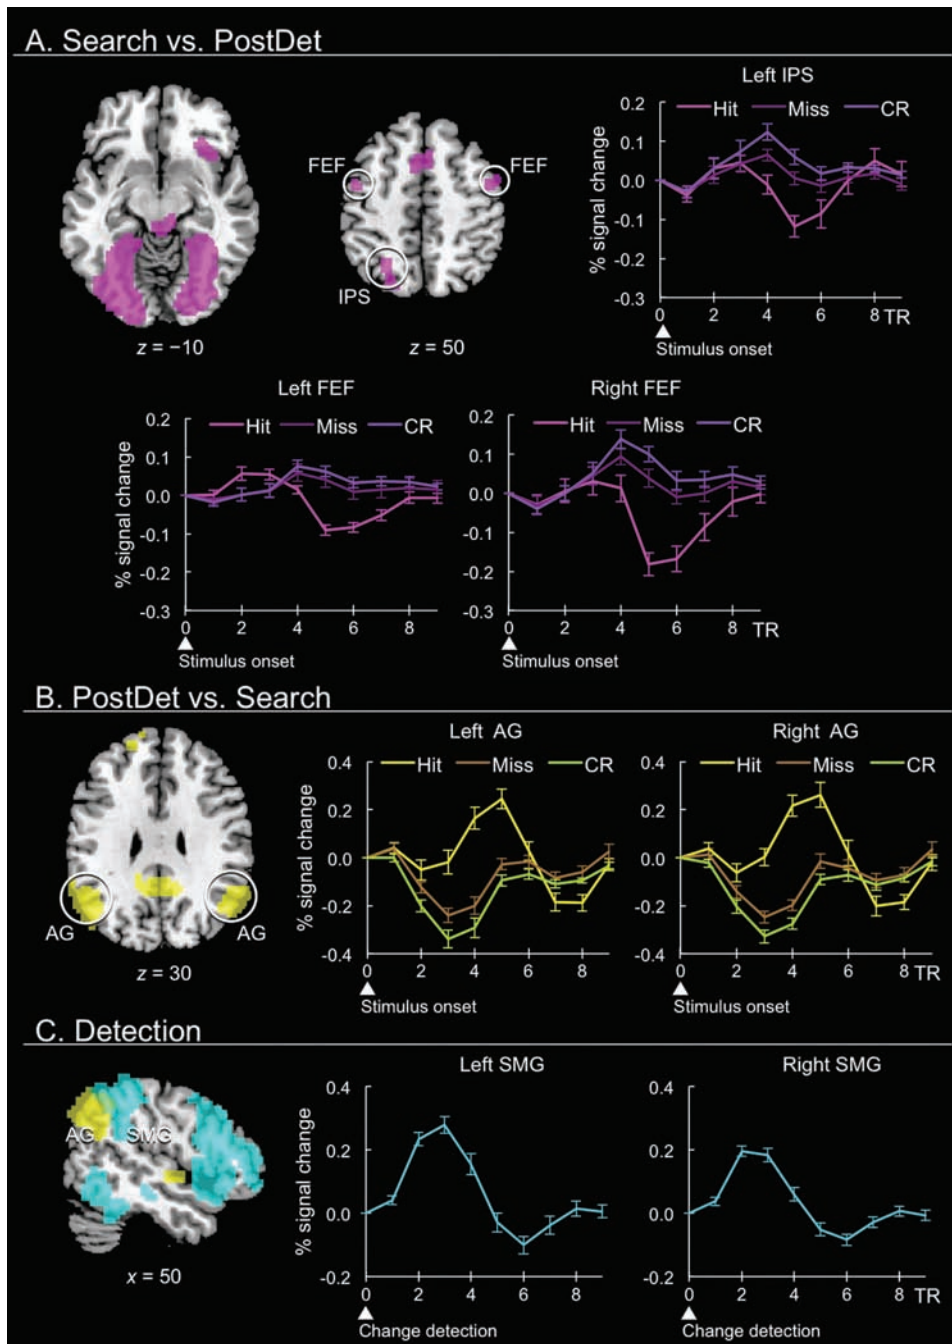 A. Search vs. PostDet
Left IPS
Hit Miss CR
% signal change
0.2
0.1
0.0
-0.1
-0.2
-0.3
0 2 4 6 8 TR
Stimulus onset
FEF FEF
IPS
z = −10
z = 50
Left FEF
Hit Miss CR
% signal change
0.2
0.1
0.0
-0.1
-0.2
-0.3
0 2 4 6 8
Stimulus onset
Right FEF
Hit Miss CR
0.2
0.1
0.0
-0.1
-0.2
-0.3
0 2 4 6 8 TR
Stimulus onset
B. PostDet vs. Search
AG AG
z = 30
Left AG
Hit Miss CR
% signal change
0.4
0.2
0.0
-0.2
-0.4
0 2 4 6 8
Stimulus onset
Right AG
Hit Miss CR
0.4
0.2
0.0
-0.2
-0.4
0 2 4 6 8 TR
Stimulus onset
C. Detection
AG SMG
x = 50
Left SMG
% signal change
0.4
0.2
0.0
-0.2
0 2 4 6 8
Change detection
Right SMG
0.4
0.2
0.0
-0.2
0 2 4 6 8 TR
Change detection